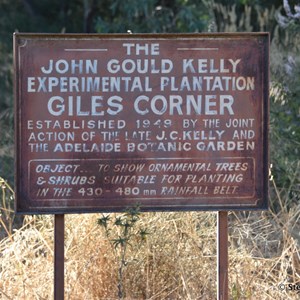 THE
JOHN GOULD KELLY
EXPERIMENTAL PLANTATION
GILES CORNER
ESTABLISHED 1949 BY THE JOINT
ACTION OF THE LATE J.C. KELLY AND
THE ADELAIDE BOTANIC GARDEN
OBJECT... TO SHOW ORNAMENTAL TREES
& SHRUBS SUITABLE FOR PLANTING
IN THE 430 - 480 mm RAINFALL BELT.